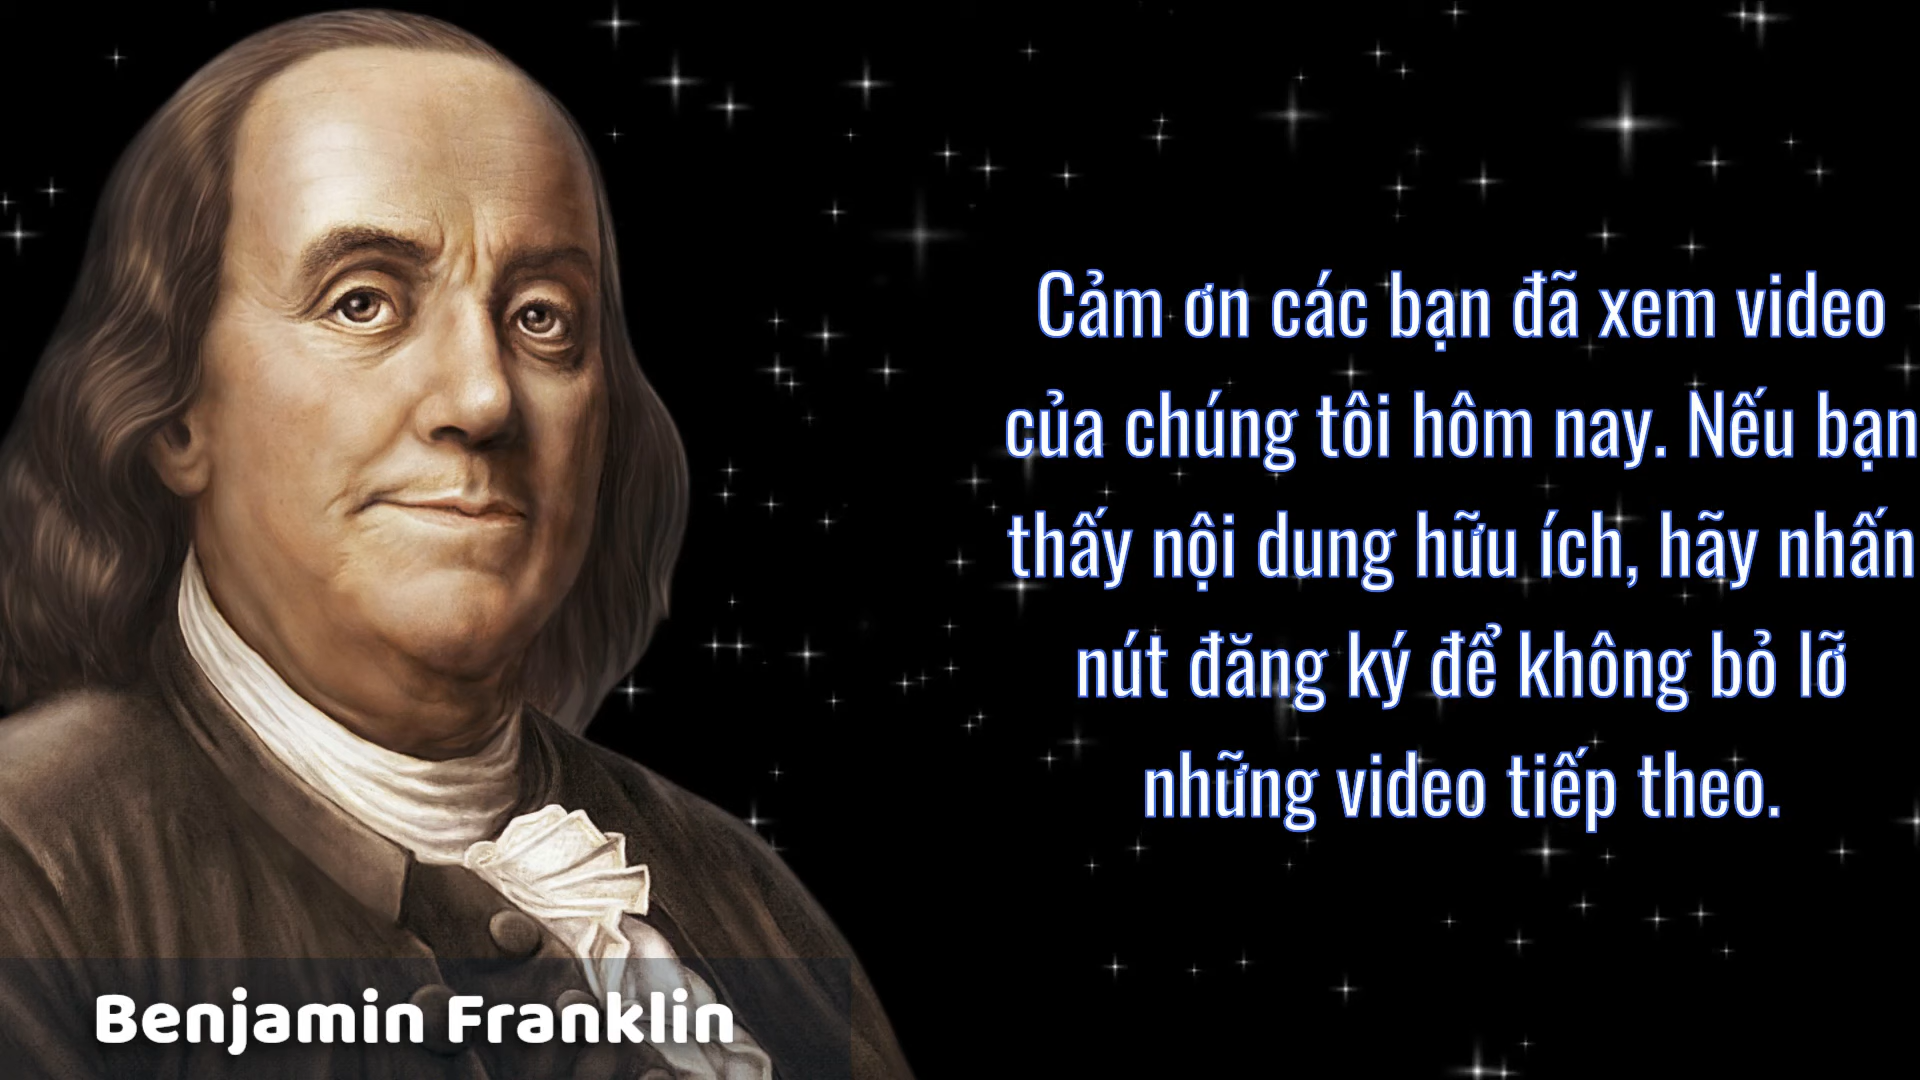 Cảm ơn các bạn đã xem video
của chúng tôi hôm nay. Nếu bạn
thấy nội dung hữu ích, hãy nhấn
nút đăng ký để không bỏ lỡ
những video tiếp theo.
Benjamin Franklin